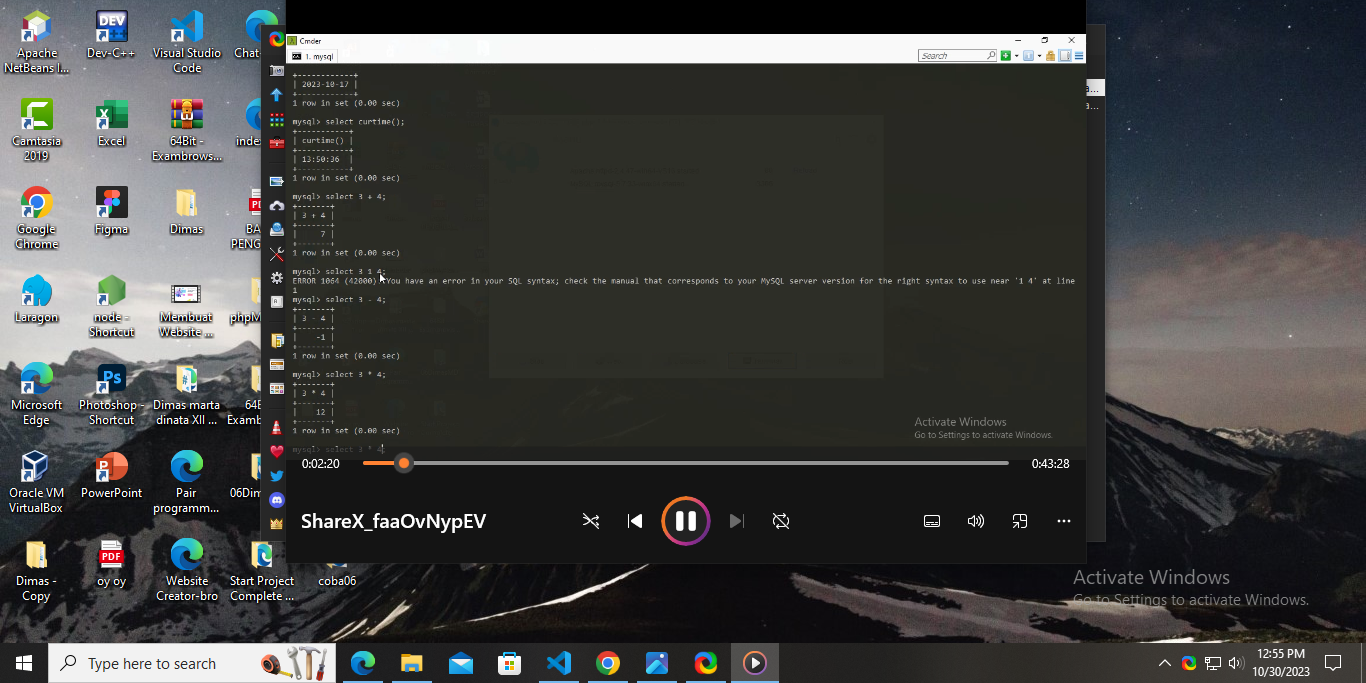 Apache
NetBeans I...
Dev-C++
Visual Studio
Code
Camtasia
2019
Excel
64Bit -
Exambrows...
Google
Chrome
Figma
Dimas
Laragon
node -
Shortcut
Membuat
Website ...
Microsoft
Edge
Photoshop -
Shortcut
Dimas marta
dinata XII ...
Oracle VM
VirtualBox
PowerPoint
Pair
programm...
Dimas -
Copy
oy oy
Website
Creator-bro
Start Project
Complete ...
coba06
Cmder
1. mysql
Search
+------------+
| 2023-10-17 |
+------------+
1 row in set (0.00 sec)
mysql> select curtime();
+-----------+
| curtime() |
+-----------+
| 13:50:36  |
+-----------+
1 row in set (0.00 sec)
mysql> select 3 + 4;
+-------+
| 3 + 4 |
+-------+
|     7 |
+-------+
1 row in set (0.00 sec)
mysql> select 3 1 4;
ERROR 1064 (42000): You have an error in your SQL syntax; check the manual that corresponds to your MySQL server version for the right syntax to use near '1 4' at line
1
mysql> select 3 - 4;
+-------+
| 3 - 4 |
+-------+
|    -1 |
+-------+
1 row in set (0.00 sec)
mysql> select 3 * 4;
+-------+
| 3 * 4 |
+-------+
|    12 |
+-------+
1 row in set (0.00 sec)
mysql> select 3 * 4
Activate Windows
Go to Settings to activate Windows.
0:02:20
0:43:28
ShareX_faaOvNypEV
Activate Windows
Go to Settings to activate Windows.
Type here to search
12:55 PM
10/30/2023